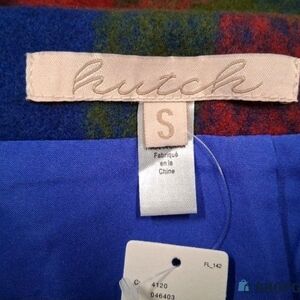 hutch
S
Fabriqué
en la
Chine
FL_142
4120
046403